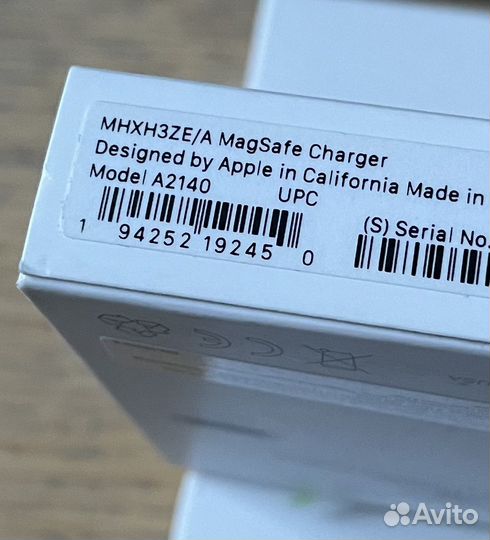 MHXH3ZE/A MagSafe Charger
Designed by Apple in California Made in
Model A2140 UPC
(S) Serial No.
1 94252 19245 0
Avito